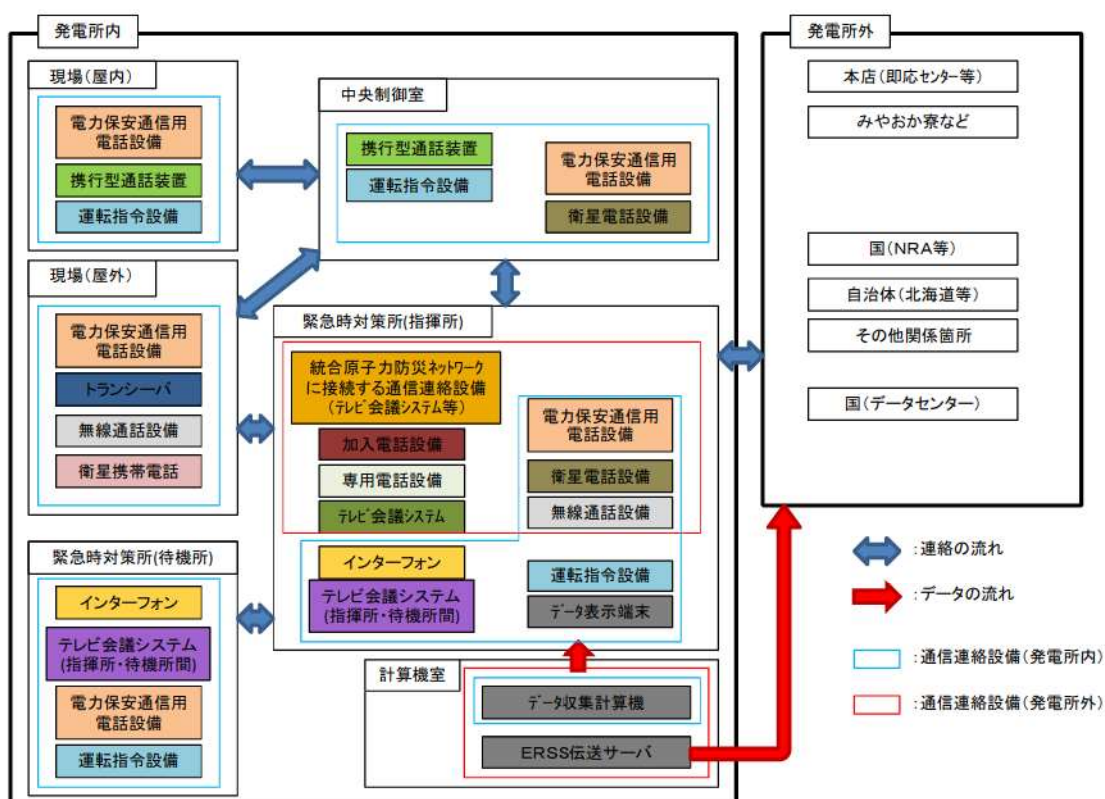 発電所内
現場(屋内)
電力保安通信用
電話設備
携行型通話装置
運転指令設備
現場(屋外)
電力保安通信用
電話設備
トランシーバ
無線通話設備
衛星携帯電話
緊急時対策所(待機所)
インターフォン
テレビ会議システム
(指揮所・待機所間)
電力保安通信用
電話設備
運転指令設備
中央制御室
携行型通話装置
運転指令設備
電力保安通信用
電話設備
衛星電話設備
緊急時対策所(指揮所)
統合原子力防災ネットワーク
に接続する通信連絡設備
(テレビ会議システム等)
加入電話設備
専用電話設備
テレビ会議システム
インターフォン
テレビ会議システム
(指揮所・待機所間)
電力保安通信用
電話設備
衛星電話設備
無線通話設備
運転指令設備
データ表示端末
計算機室
データ収集計算機
ERSS伝送サーバ
発電所外
本店(即応センター等)
みやおか寮など
国(NRA等)
自治体(北海道等)
その他関係箇所
国(データセンター)
:連絡の流れ
:データの流れ
:通信連絡設備(発電所内)
:通信連絡設備(発電所外)